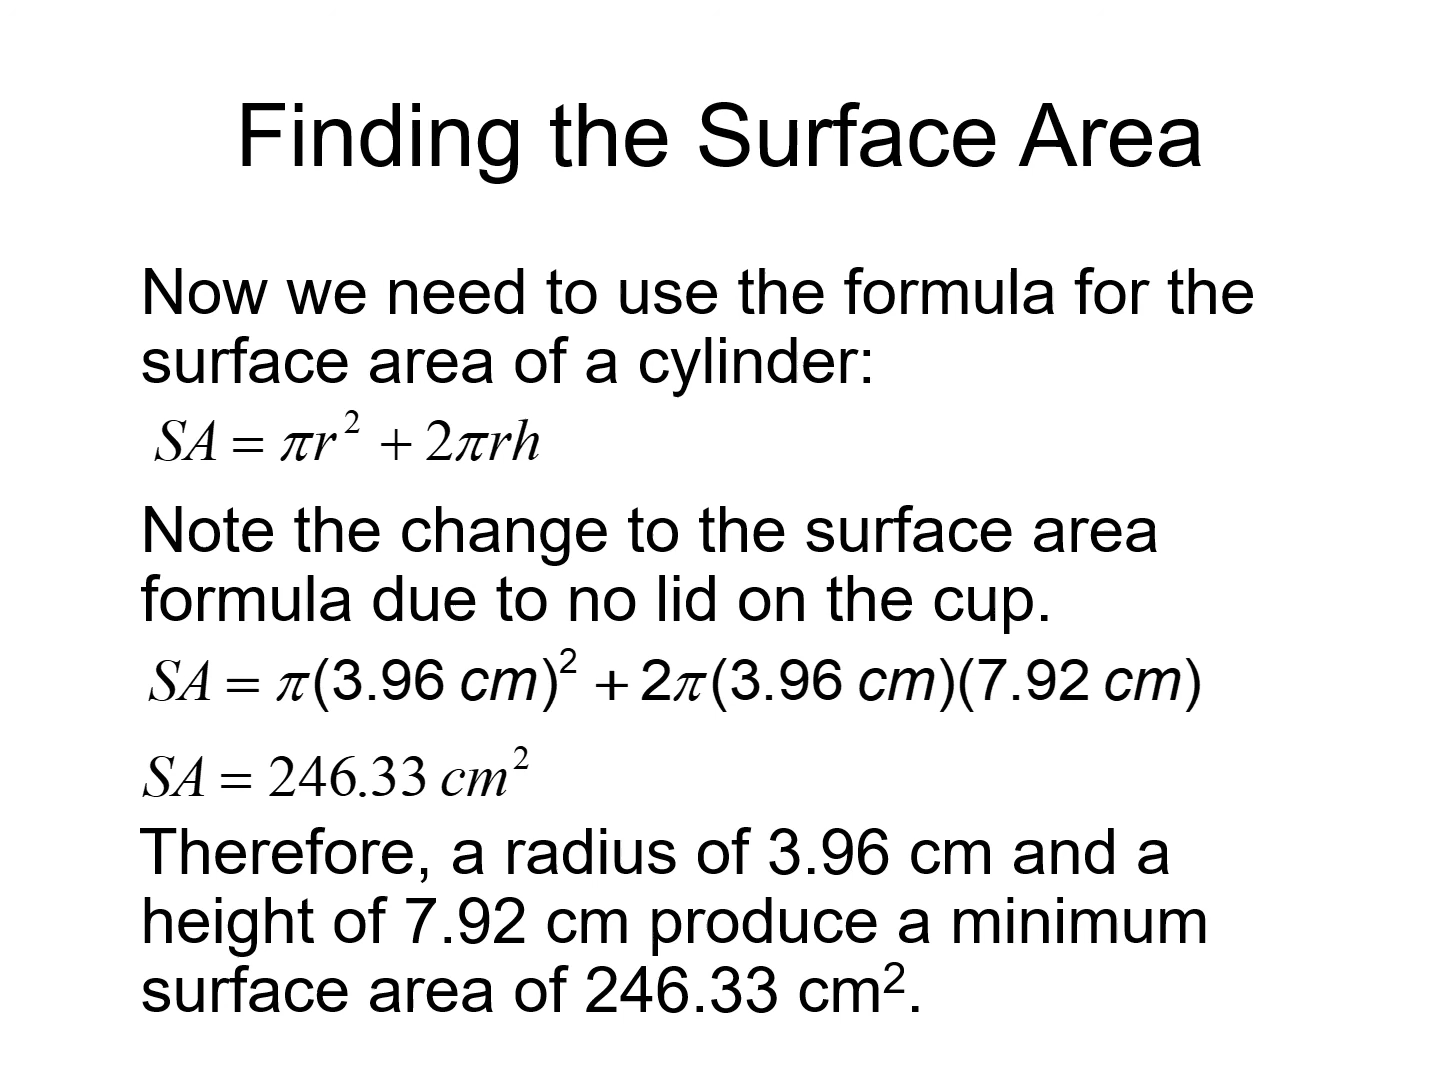 Finding the Surface Area
Now we need to use the formula for the
surface area of a cylinder:
SA = πr² + 2πrh
Note the change to the surface area
formula due to no lid on the cup.
SA = π(3.96 cm)² + 2π(3.96 cm)(7.92 cm)
SA = 246.33 cm²
Therefore, a radius of 3.96 cm and a
height of 7.92 cm produce a minimum
surface area of 246.33 cm².